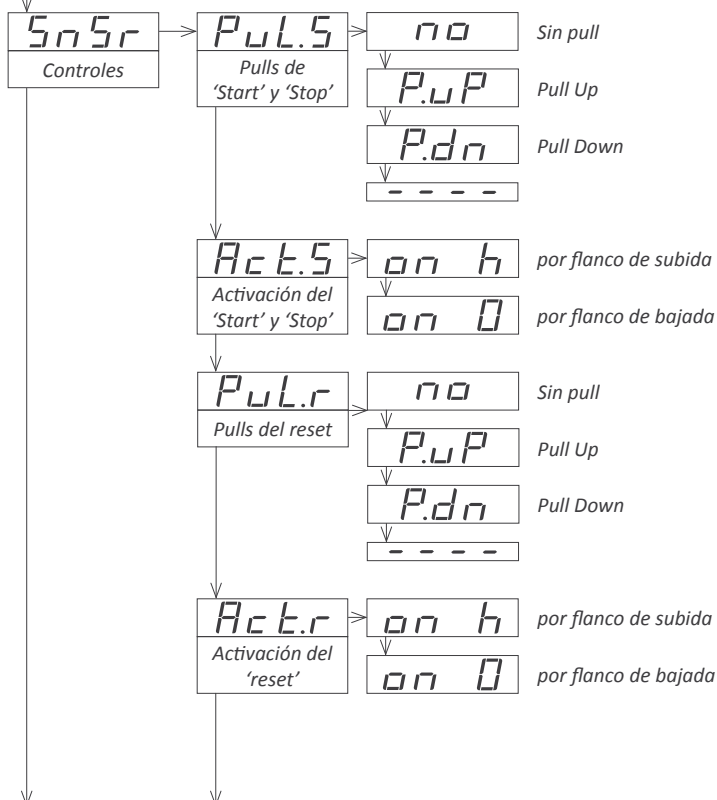 SnSr
Controles
PuL.S
Pulls de
‘Start’ y ‘Stop’
no
Sin pull
P.uP
Pull Up
P.dn
Pull Down
- - - -
Act.S
Activación del
‘Start’ y ‘Stop’
on h
por flanco de subida
on 0
por flanco de bajada
PuL.r
Pulls del reset
no
Sin pull
P.uP
Pull Up
P.dn
Pull Down
- - - -
Act.r
Activación del
‘reset’
on h
por flanco de subida
on 0
por flanco de bajada